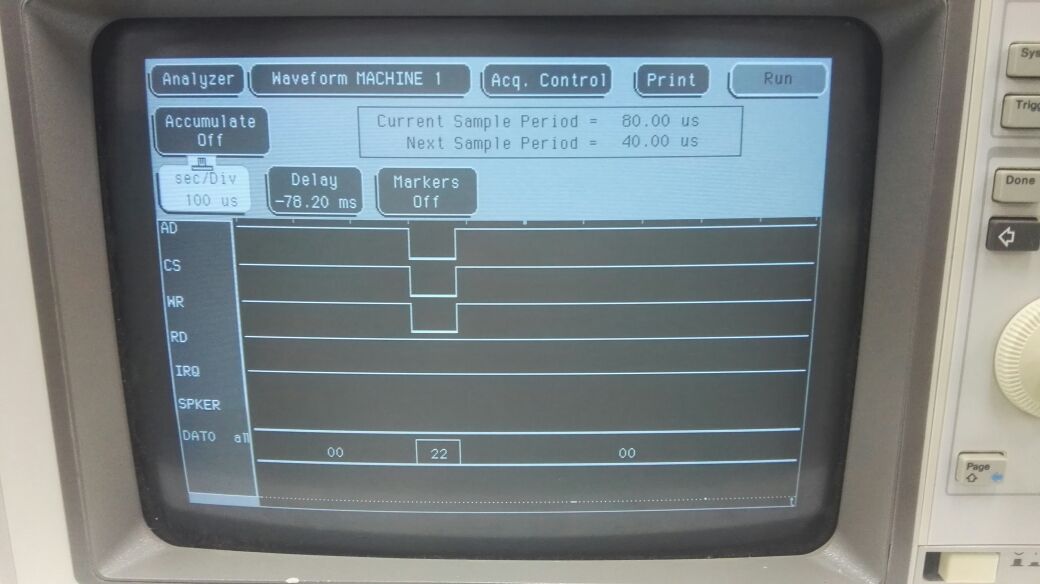 Analyzer Waveform MACHINE 1 Acq. Control Print Run
Accumulate
Off
Current Sample Period = 80.00 us
Next Sample Period = 40.00 us
sec/Div
100 us
Delay
-78.20 ms
Markers
Off
AD
CS
WR
RD
IRQ
SPKER
DATO all
00 22 00
Sys
Trig
Done
Page